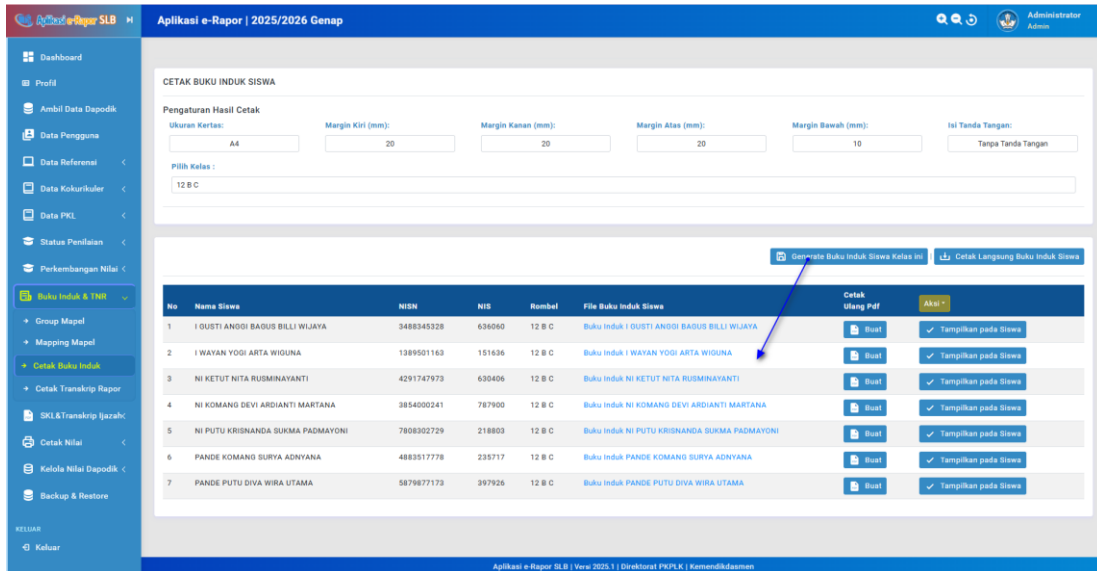 Aplikasi e-Rapor SLB
Aplikasi e-Rapor | 2025/2026 Genap
Administrator
Admin
Dashboard
Profil
Ambil Data Dapodik
Data Pengguna
Data Referensi
Data Kokurikuler
Data PKL
Status Penilaian
Perkembangan Nilai
Buku Induk & TNR
Group Mapel
Mapping Mapel
Cetak Buku Induk
Cetak Transkrip Rapor
SKL&Transkrip Ijazah
Cetak Nilai
Kelola Nilai Dapodik
Backup & Restore
KELUAR
Keluar
CETAK BUKU INDUK SISWA
Pengaturan Hasil Cetak
Ukuran Kertas: Margin Kiri (mm): Margin Kanan (mm): Margin Atas (mm): Margin Bawah (mm): Isi Tanda Tangan:
A4 20 20 20 10 Tanpa Tanda Tangan
Pilih Kelas :
12 B C
Generate Buku Induk Siswa Kelas ini | Cetak Langsung Buku Induk Siswa
No Nama Siswa NISN NIS Rombel File Buku Induk Siswa Cetak Ulang Pdf Aksi
1 I GUSTI ANGGI BAGUS BILLI WIJAYA 3488345328 636060 12 B C Buku Induk I GUSTI ANGGI BAGUS BILLI WIJAYA Buat Tampilkan pada Siswa
2 I WAYAN YOGI ARTA WIGUNA 1389501163 151636 12 B C Buku Induk I WAYAN YOGI ARTA WIGUNA Buat Tampilkan pada Siswa
3 NI KETUT NITA RUSMINAYANTI 4291747973 630406 12 B C Buku Induk NI KETUT NITA RUSMINAYANTI Buat Tampilkan pada Siswa
4 NI KOMANG DEVI ARDIANTI MARTANA 3854000241 787900 12 B C Buku Induk NI KOMANG DEVI ARDIANTI MARTANA Buat Tampilkan pada Siswa
5 NI PUTU KRISNANDA SUKMA PADMAYONI 7808302729 218803 12 B C Buku Induk NI PUTU KRISNANDA SUKMA PADMAYONI Buat Tampilkan pada Siswa
6 PANDE KOMANG SURYA ADNYANA 4883517778 235717 12 B C Buku Induk PANDE KOMANG SURYA ADNYANA Buat Tampilkan pada Siswa
7 PANDE PUTU DIVA WIRA UTAMA 5879877173 397926 12 B C Buku Induk PANDE PUTU DIVA WIRA UTAMA Buat Tampilkan pada Siswa
Aplikasi e-Rapor SLB | Versi 2025.1 | Direktorat PKPLK | Kemendikdasmen